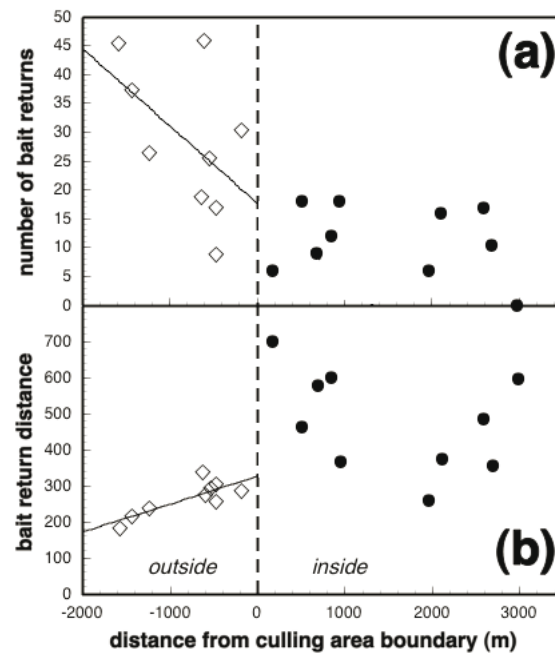 50
45
40
35
30
25
20
15
10
5
0
number of bait returns
(a)
700
600
500
400
300
200
100
0
bait return distance
outside
inside
(b)
-2000 -1000 0 1000 2000 3000
distance from culling area boundary (m)